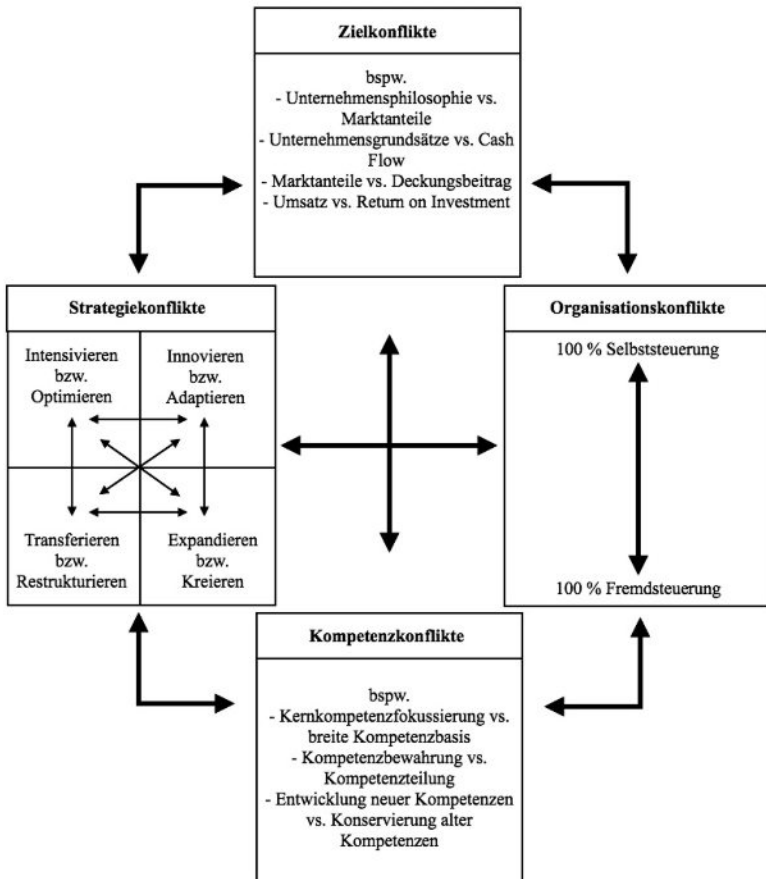 Zielkonflikte
bspw.
- Unternehmensphilosophie vs.
Marktanteile
- Unternehmensgrundsätze vs. Cash
Flow
- Marktanteile vs. Deckungsbeitrag
- Umsatz vs. Return on Investment
Strategiekonflikte
Intensivieren
bzw.
Optimieren
Innovieren
bzw.
Adaptieren
Transferieren
bzw.
Restrukturieren
Expandieren
bzw.
Kreieren
Organisationskonflikte
100 % Selbststeuerung
100 % Fremdsteuerung
Kompetenzkonflikte
bspw.
- Kernkompetenzfokussierung vs.
breite Kompetenzbasis
- Kompetenzbewahrung vs.
Kompetenzteilung
- Entwicklung neuer Kompetenzen
vs. Konservierung alter
Kompetenzen